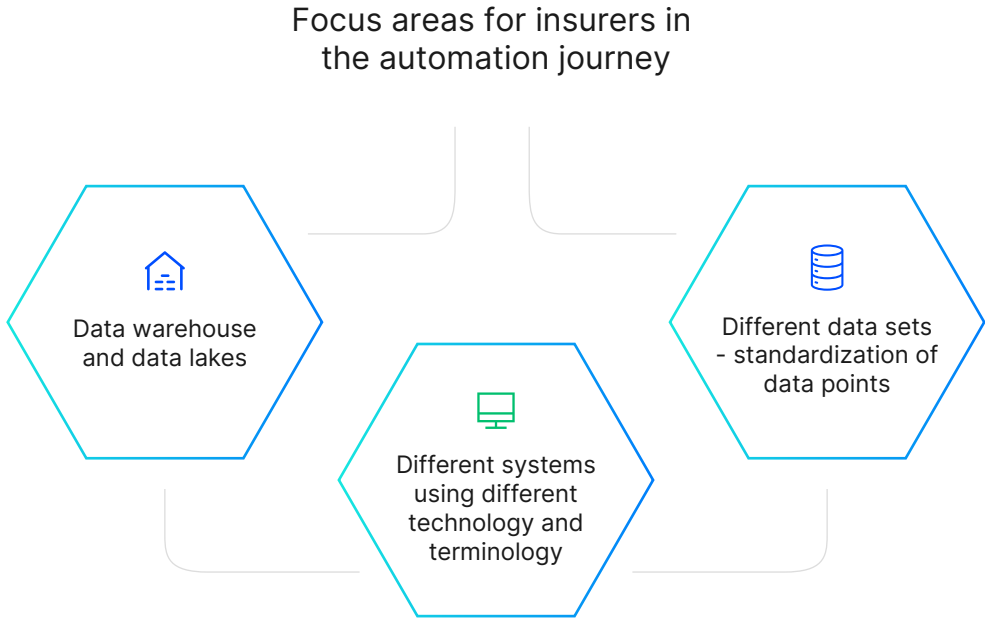 Focus areas for insurers in
the automation journey
Data warehouse
and data lakes
Different systems
using different
technology and
terminology
Different data sets
- standardization of
data points